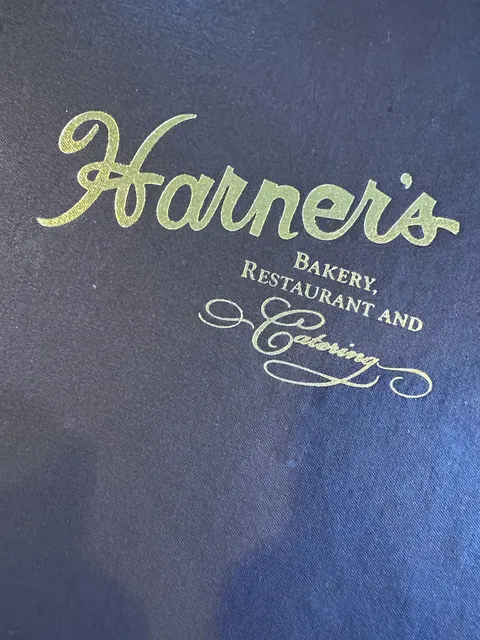 Harner's
BAKERY,
RESTAURANT AND
Catering